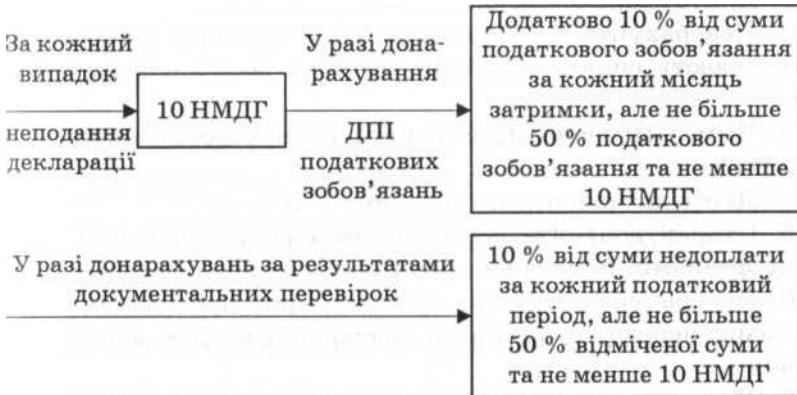 За кожний
випадок
неподання
декларації
10 НМДГ
У разі дона-
рахування
ДПІ
податкових
зобов’язань
Додатково 10 % від суми
податкового зобов’язання
за кожний місяць
затримки, але не більше
50 % податкового
зобов’язання та не менше
10 НМДГ
У разі донарахувань за результатами
документальних перевірок
10 % від суми недоплати
за кожний податковий
період, але не більше
50 % відміченої суми
та не менше 10 НМДГ